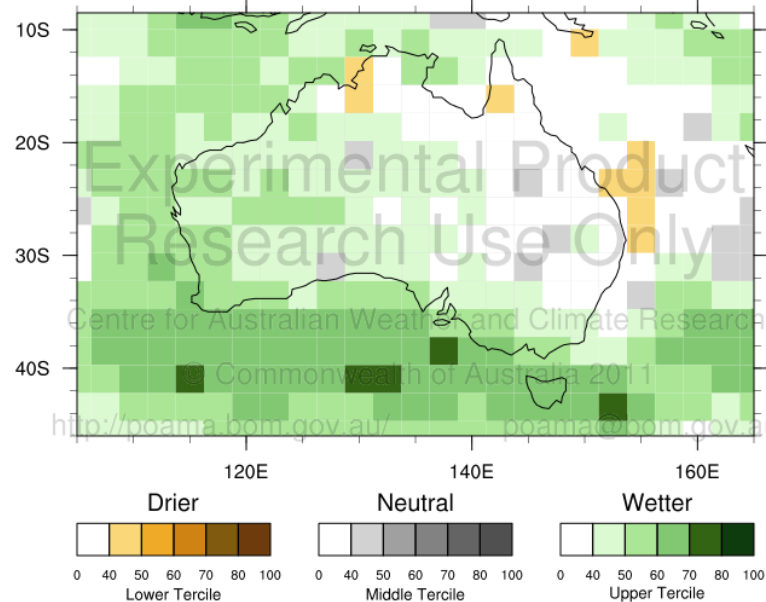 10S
20S
30S
40S
Experimental Product
Research Use Only
Centre for Australian Weather and Climate Research
© Commonwealth of Australia 2011
http://poama.bom.gov.au/ poama@bom.gov.a
120E 140E 160E
Drier Neutral Wetter
0 40 50 60 70 80 100 0 40 50 60 70 80 100 0 40 50 60 70 80 100
Lower Tercile Middle Tercile Upper Tercile